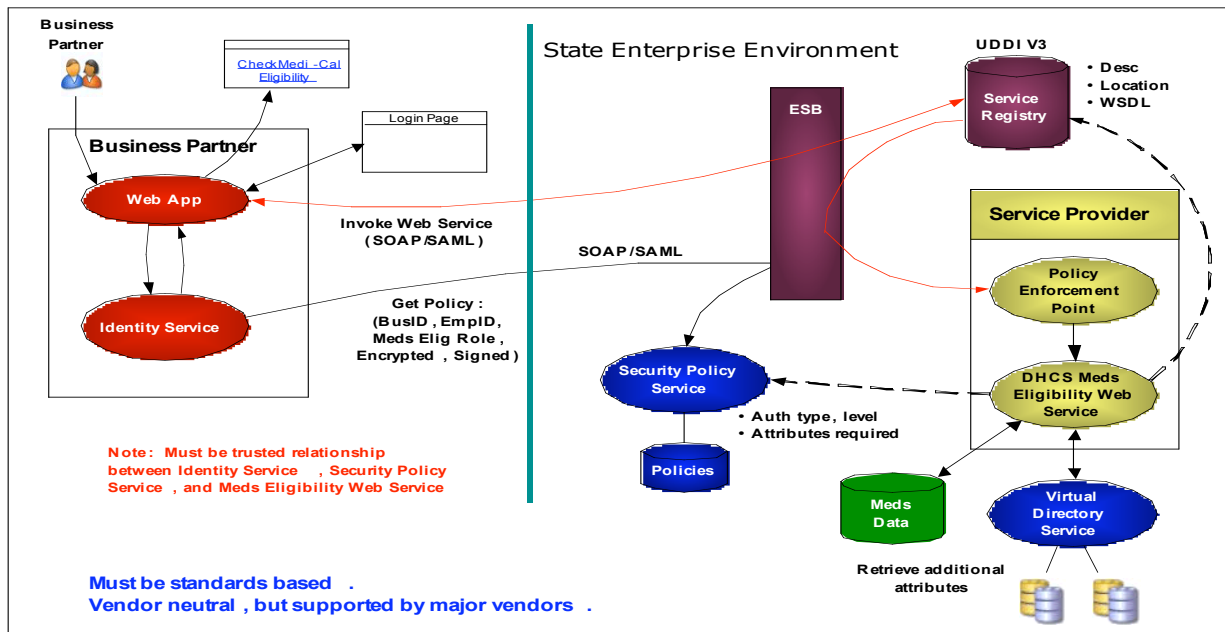 Business
Partner
CheckMedi -Cal
Eligibility
Login Page
Business Partner
Web App
Identity Service
Invoke Web Service
(SOAP/SAML)
Get Policy :
(BusID , EmpID,
Meds Elig Role ,
Encrypted , Signed)
Note: Must be trusted relationship
between Identity Service , Security Policy
Service , and Meds Eligibility Web Service
Must be standards based .
Vendor neutral , but supported by major vendors .
State Enterprise Environment
ESB
SOAP/SAML
UDDI V3
Service
Registry
• Desc
• Location
• WSDL
Service Provider
Policy
Enforcement
Point
DHCS Meds
Eligibility Web
Service
Security Policy
Service
• Auth type, level
• Attributes required
Policies
Meds
Data
Virtual
Directory
Service
Retrieve additional
attributes